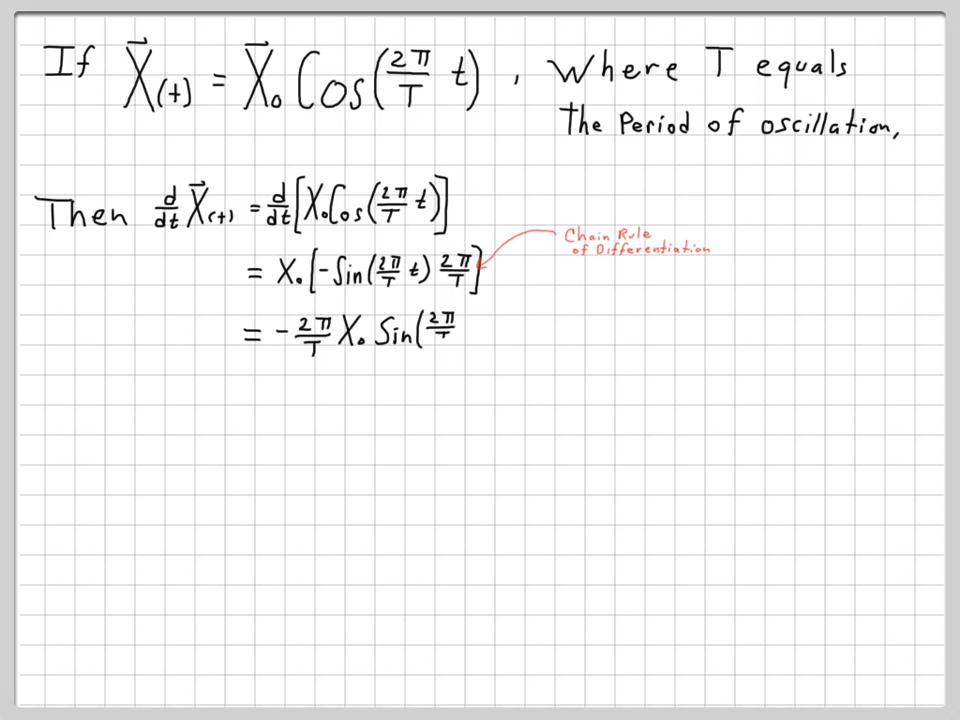 If X⃗(t) = X⃗₀ Cos(2π/T t), Where T equals
The Period of oscillation,
Then d/dt X⃗(t) = d/dt[X₀Cos(2π/T t)]
Chain Rule
of Differentiation
= X₀[-Sin(2π/T t) 2π/T]
= -2π/T X₀ Sin(2π/T